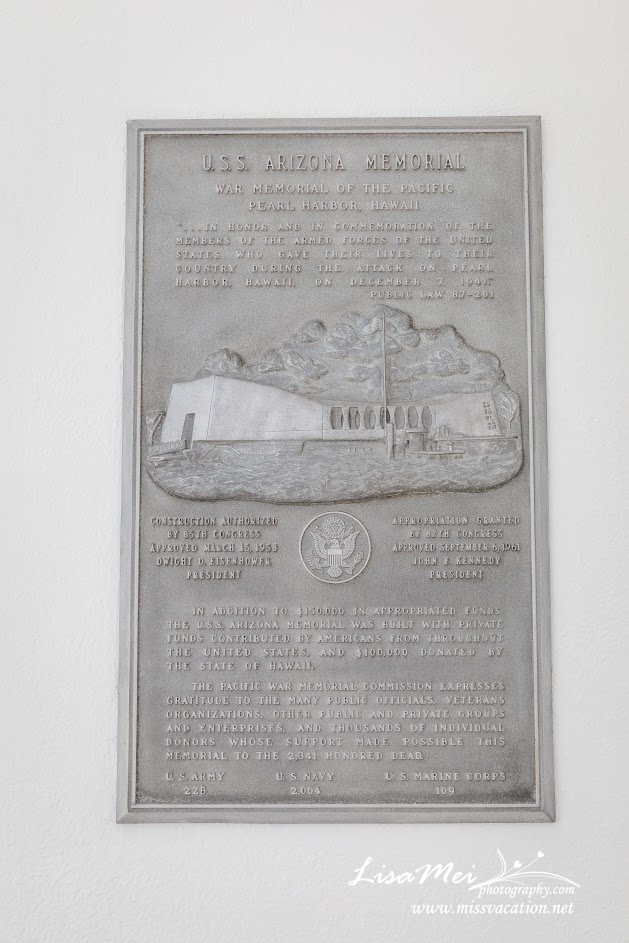 U.S.S. ARIZONA MEMORIAL
WAR MEMORIAL OF THE PACIFIC
PEARL HARBOR, HAWAII
"...IN HONOR AND IN COMMEMORATION OF THE
MEMBERS OF THE ARMED FORCES OF THE UNITED
STATES WHO GAVE THEIR LIVES TO THEIR
COUNTRY DURING THE ATTACK ON PEARL
HARBOR, HAWAII, ON DECEMBER 7, 1941."
PUBLIC LAW 87-201
CONSTRUCTION AUTHORIZED
BY 85TH CONGRESS
APPROVED MARCH 15, 1958
DWIGHT D. EISENHOWER
PRESIDENT
APPROPRIATION GRANTED
BY 87TH CONGRESS
APPROVED SEPTEMBER 6, 1961
JOHN F. KENNEDY
PRESIDENT
IN ADDITION TO $150,000 IN APPROPRIATED FUNDS,
THE U.S.S. ARIZONA MEMORIAL WAS BUILT WITH PRIVATE
FUNDS CONTRIBUTED BY AMERICANS FROM THROUGHOUT
THE UNITED STATES, AND $100,000 DONATED BY
THE STATE OF HAWAII.
THE PACIFIC WAR MEMORIAL COMMISSION EXPRESSES
GRATITUDE TO THE MANY PUBLIC OFFICIALS, VETERANS
ORGANIZATIONS, OTHER PUBLIC AND PRIVATE GROUPS
AND ENTERPRISES, AND THOUSANDS OF INDIVIDUAL
DONORS WHOSE SUPPORT MADE POSSIBLE THIS
MEMORIAL TO THE 2,341 HONORED DEAD.
U.S. ARMY U.S. NAVY U.S. MARINE CORPS
228 2,004 109
LisaMei
photography.com
www.missvacation.net